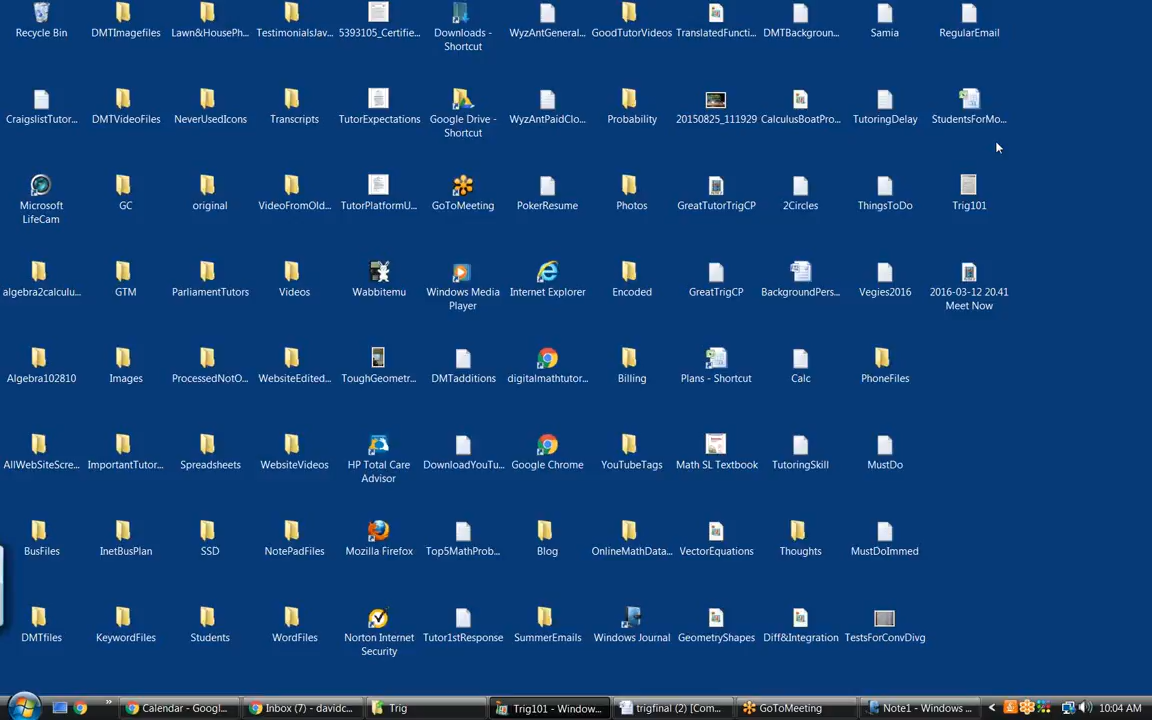 Recycle Bin
DMTImagefiles
Lawn&HousePh...
TestimonialsJav...
5393105_Certifie...
Downloads -
Shortcut
WyzAntGeneral...
GoodTutorVideos
TranslatedFuncti...
DMTBackgroun...
Samia
RegularEmail
CraigslistTutor...
DMTVideoFiles
NeverUsedIcons
Transcripts
TutorExpectations
Google Drive -
Shortcut
WyzAntPaidClo...
Probability
20150825_111929
CalculusBoatPro...
TutoringDelay
StudentsForMo...
Microsoft
LifeCam
GC
original
VideoFromOld...
TutorPlatformU...
GoToMeeting
PokerResume
Photos
GreatTutorTrigCP
2Circles
ThingsToDo
Trig101
algebra2calculu...
GTM
ParliamentTutors
Videos
Wabbitemu
Windows Media
Player
Internet Explorer
Encoded
GreatTrigCP
BackgroundPers...
Vegies2016
2016-03-12 20.41
Meet Now
Algebra102810
Images
ProcessedNotO...
WebsiteEdited...
ToughGeometr...
DMTadditions
digitalmathtutor...
Billing
Plans - Shortcut
Calc
PhoneFiles
AllWebSiteScre...
ImportantTutor...
Spreadsheets
WebsiteVideos
HP Total Care
Advisor
DownloadYouTu...
Google Chrome
YouTubeTags
Math SL Textbook
TutoringSkill
MustDo
BusFiles
InetBusPlan
SSD
NotePadFiles
Mozilla Firefox
Top5MathProb...
Blog
OnlineMathData...
VectorEquations
Thoughts
MustDoImmed
DMTfiles
KeywordFiles
Students
WordFiles
Norton Internet
Security
Tutor1stResponse
SummerEmails
Windows Journal
GeometryShapes
Diff&Integration
TestsForConvDivg
Calendar - Googl...
Inbox (7) - davidc...
Trig
Trig101 - Window...
trigfinal (2) [Com...
GoToMeeting
Note1 - Windows ...
10:04 AM